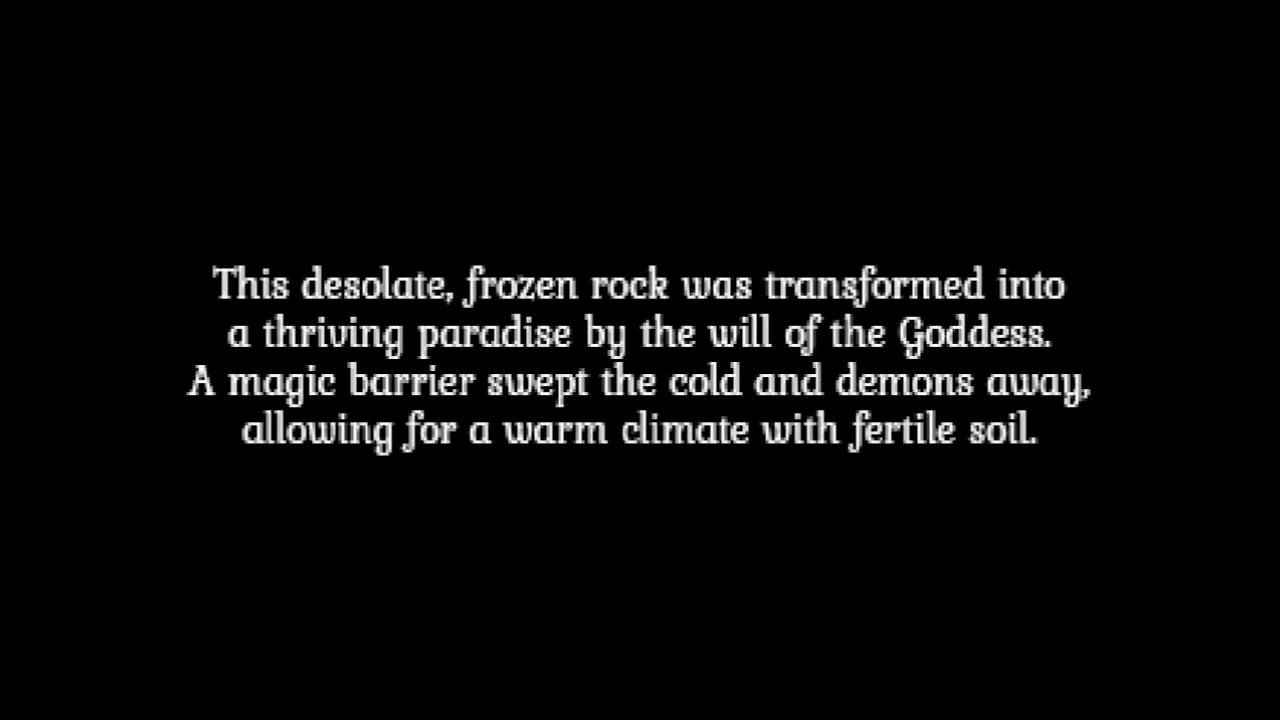 This desolate, frozen rock was transformed into
a thriving paradise by the will of the Goddess.
A magic barrier swept the cold and demons away,
allowing for a warm climate with fertile soil.